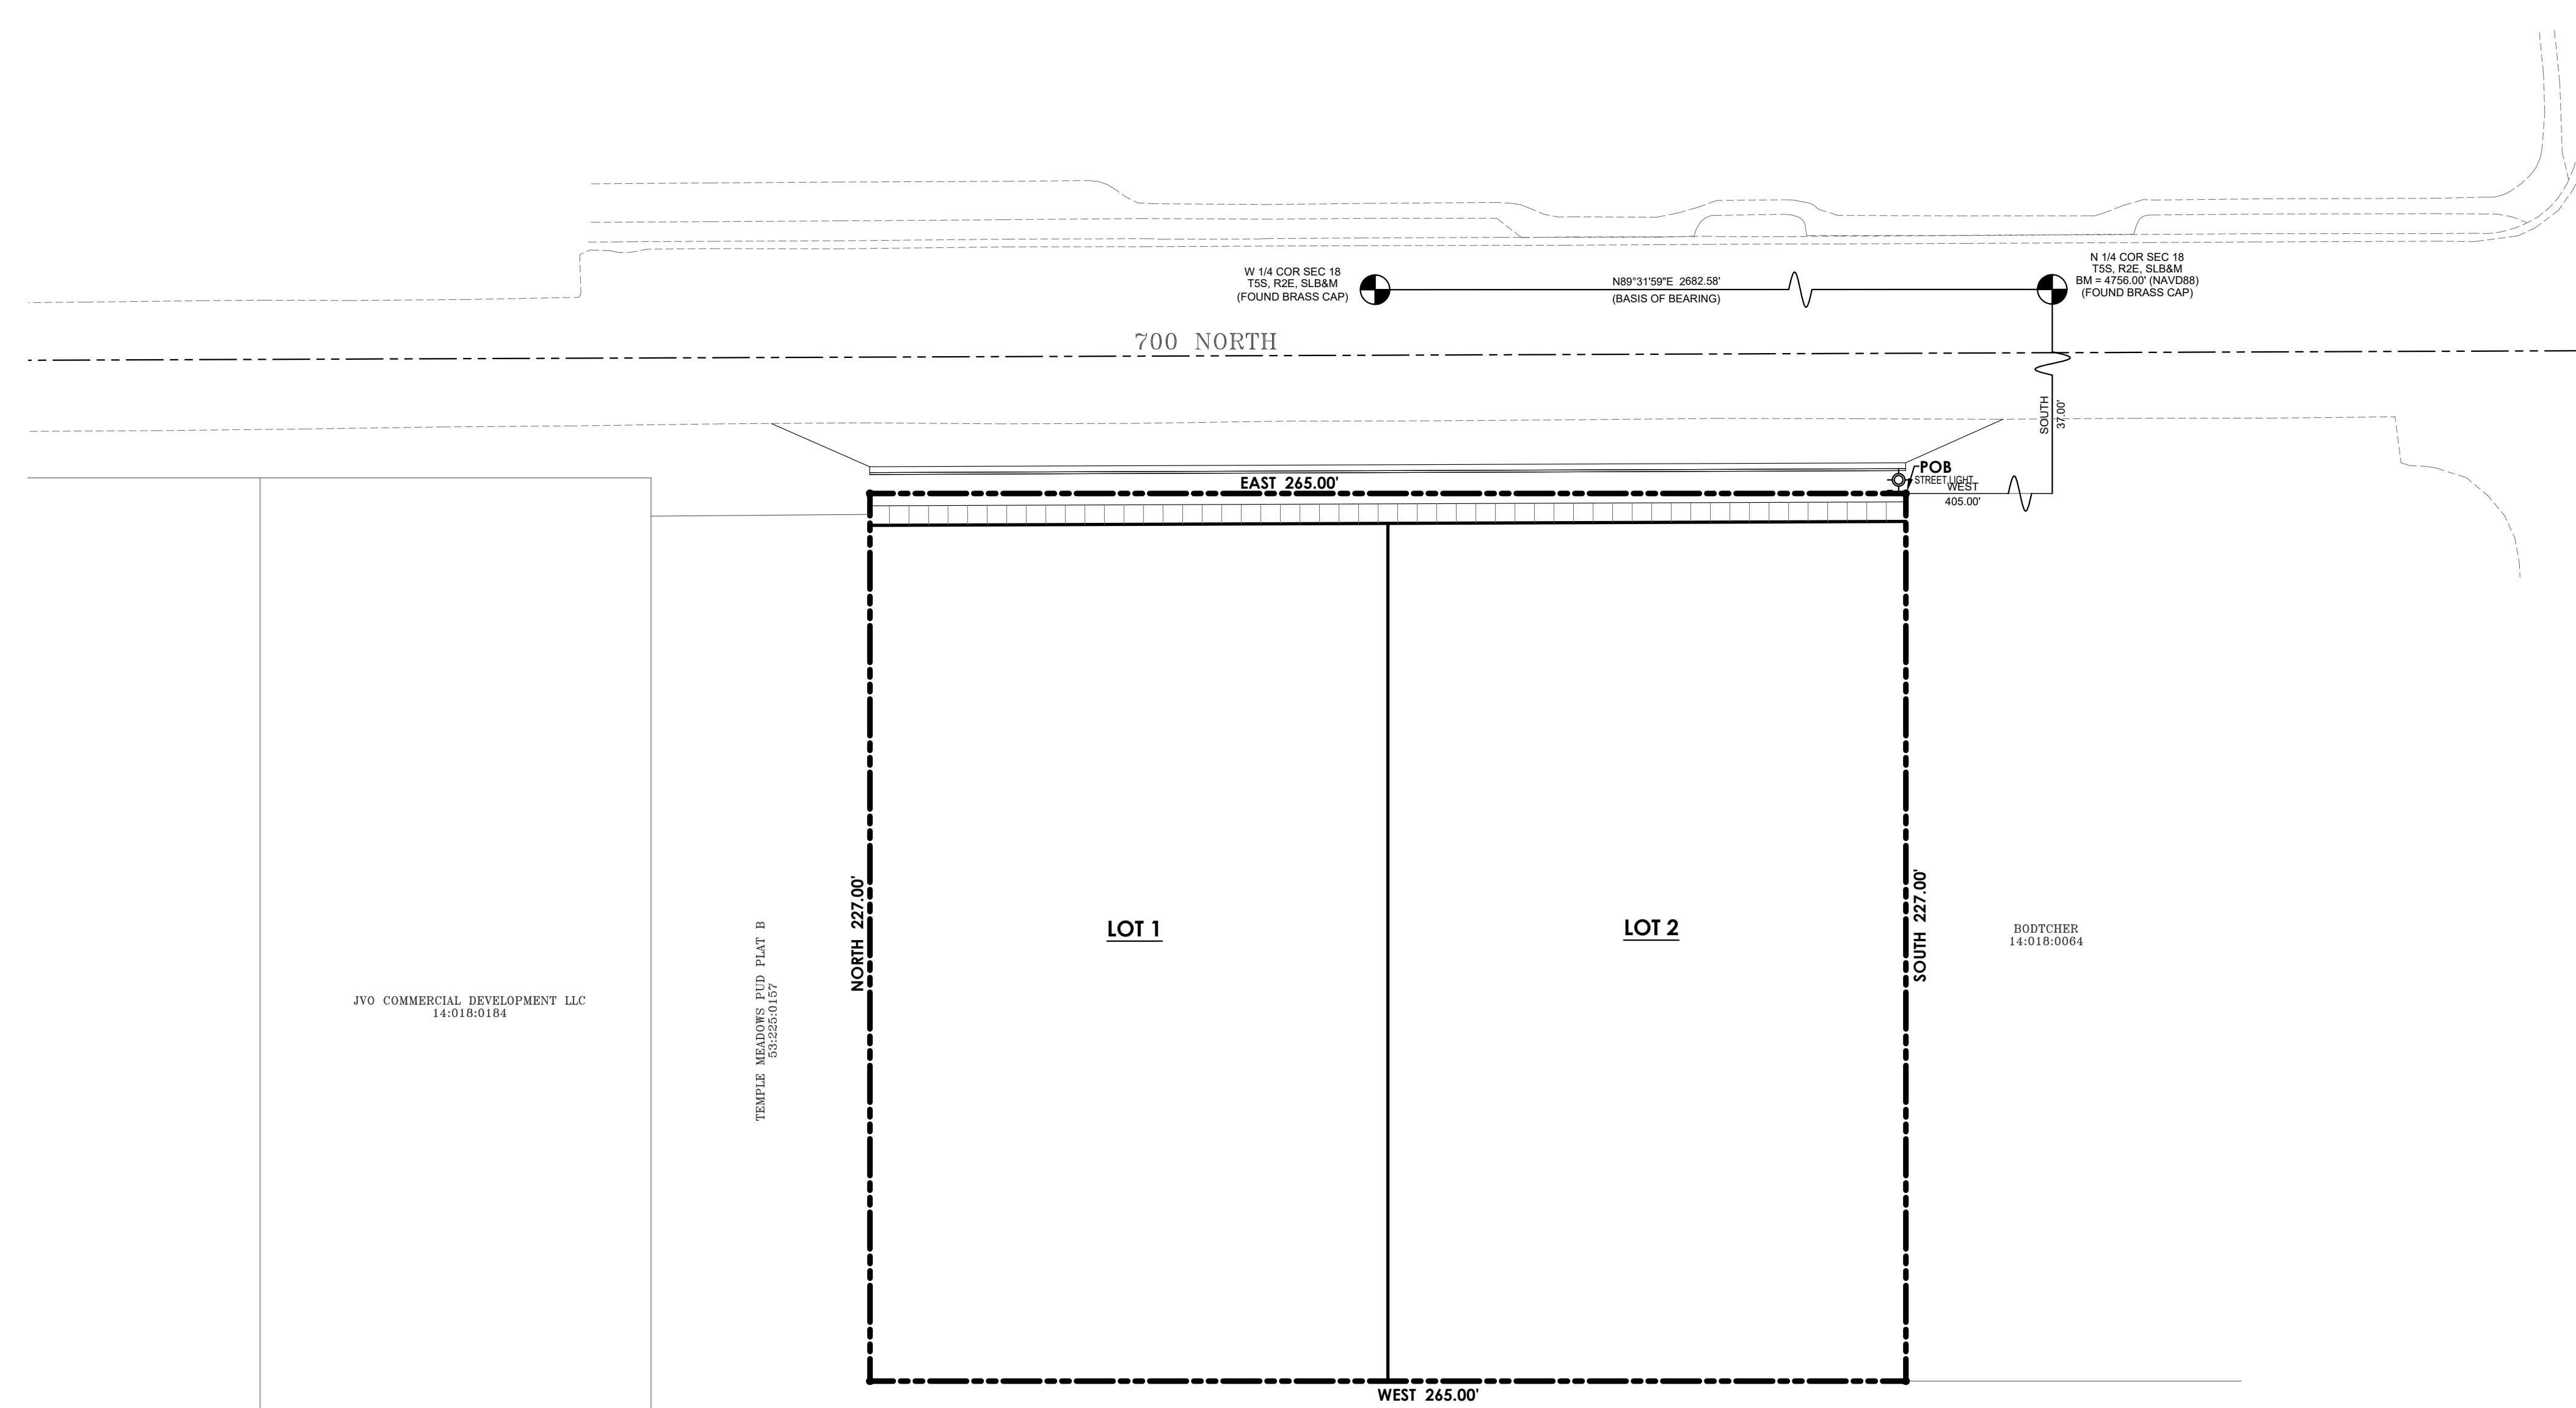 N 1/4 COR SEC 18
T5S, R2E, SLB&M
BM = 4756.00' (NAVD88)
(FOUND BRASS CAP)
W 1/4 COR SEC 18
T5S, R2E, SLB&M
(FOUND BRASS CAP)
N89°31'59"E 2682.58'
(BASIS OF BEARING)
700 NORTH
SOUTH
37.00'
POB
STREET LIGHT
WEST
405.00'
EAST 265.00'
NORTH 227.00'
LOT 1
LOT 2
SOUTH 227.00'
BODTCHER
14:018:0064
JVO COMMERCIAL DEVELOPMENT LLC
14:018:0184
TEMPLE MEADOWS PUD PLAT B
53:225:0157
WEST 265.00'